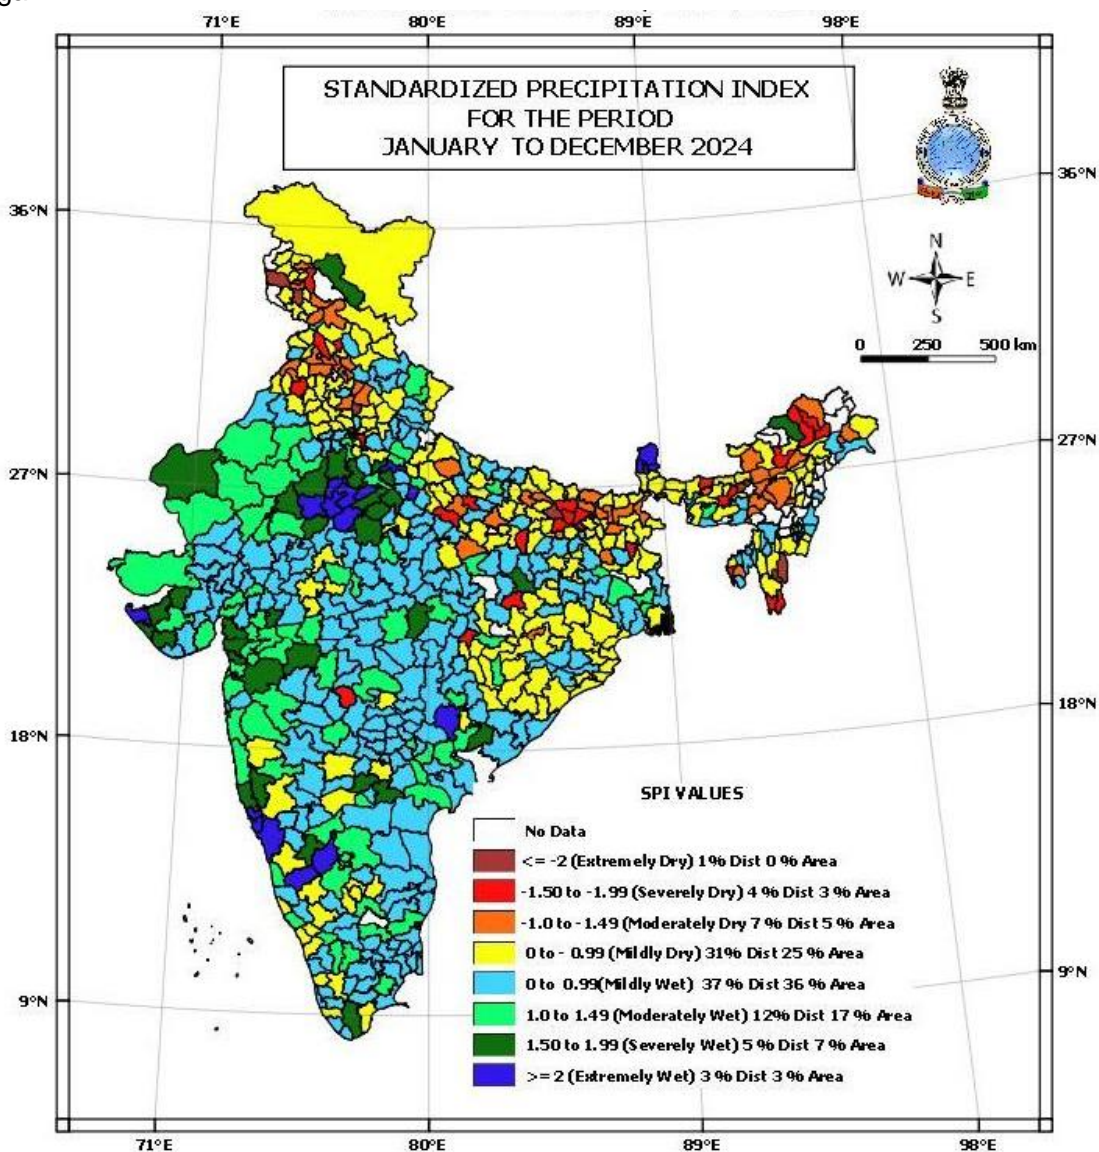 71°E 80°E 89°E 98°E
STANDARDIZED PRECIPITATION INDEX
FOR THE PERIOD
JANUARY TO DECEMBER 2024
36°N
36°N
N
W E
S
0 250 500 km
27°N
27°N
18°N
18°N
SPI VALUES
No Data
<= -2 (Extremely Dry) 1% Dist 0 % Area
-1.50 to -1.99 (Severely Dry) 4 % Dist 3 % Area
-1.0 to -1.49 (Moderately Dry 7 % Dist 5 % Area
0 to - 0.99 (Mildly Dry) 31% Dist 25 % Area
0 to 0.99(Mildly Wet) 37 % Dist 36 % Area
1.0 to 1.49 (Moderately Wet) 12% Dist 17 % Area
1.50 to 1.99 (Severely Wet) 5 % Dist 7 % Area
>= 2 (Extremely Wet) 3 % Dist 3 % Area
9°N
9°N
71°E 80°E 89°E 98°E